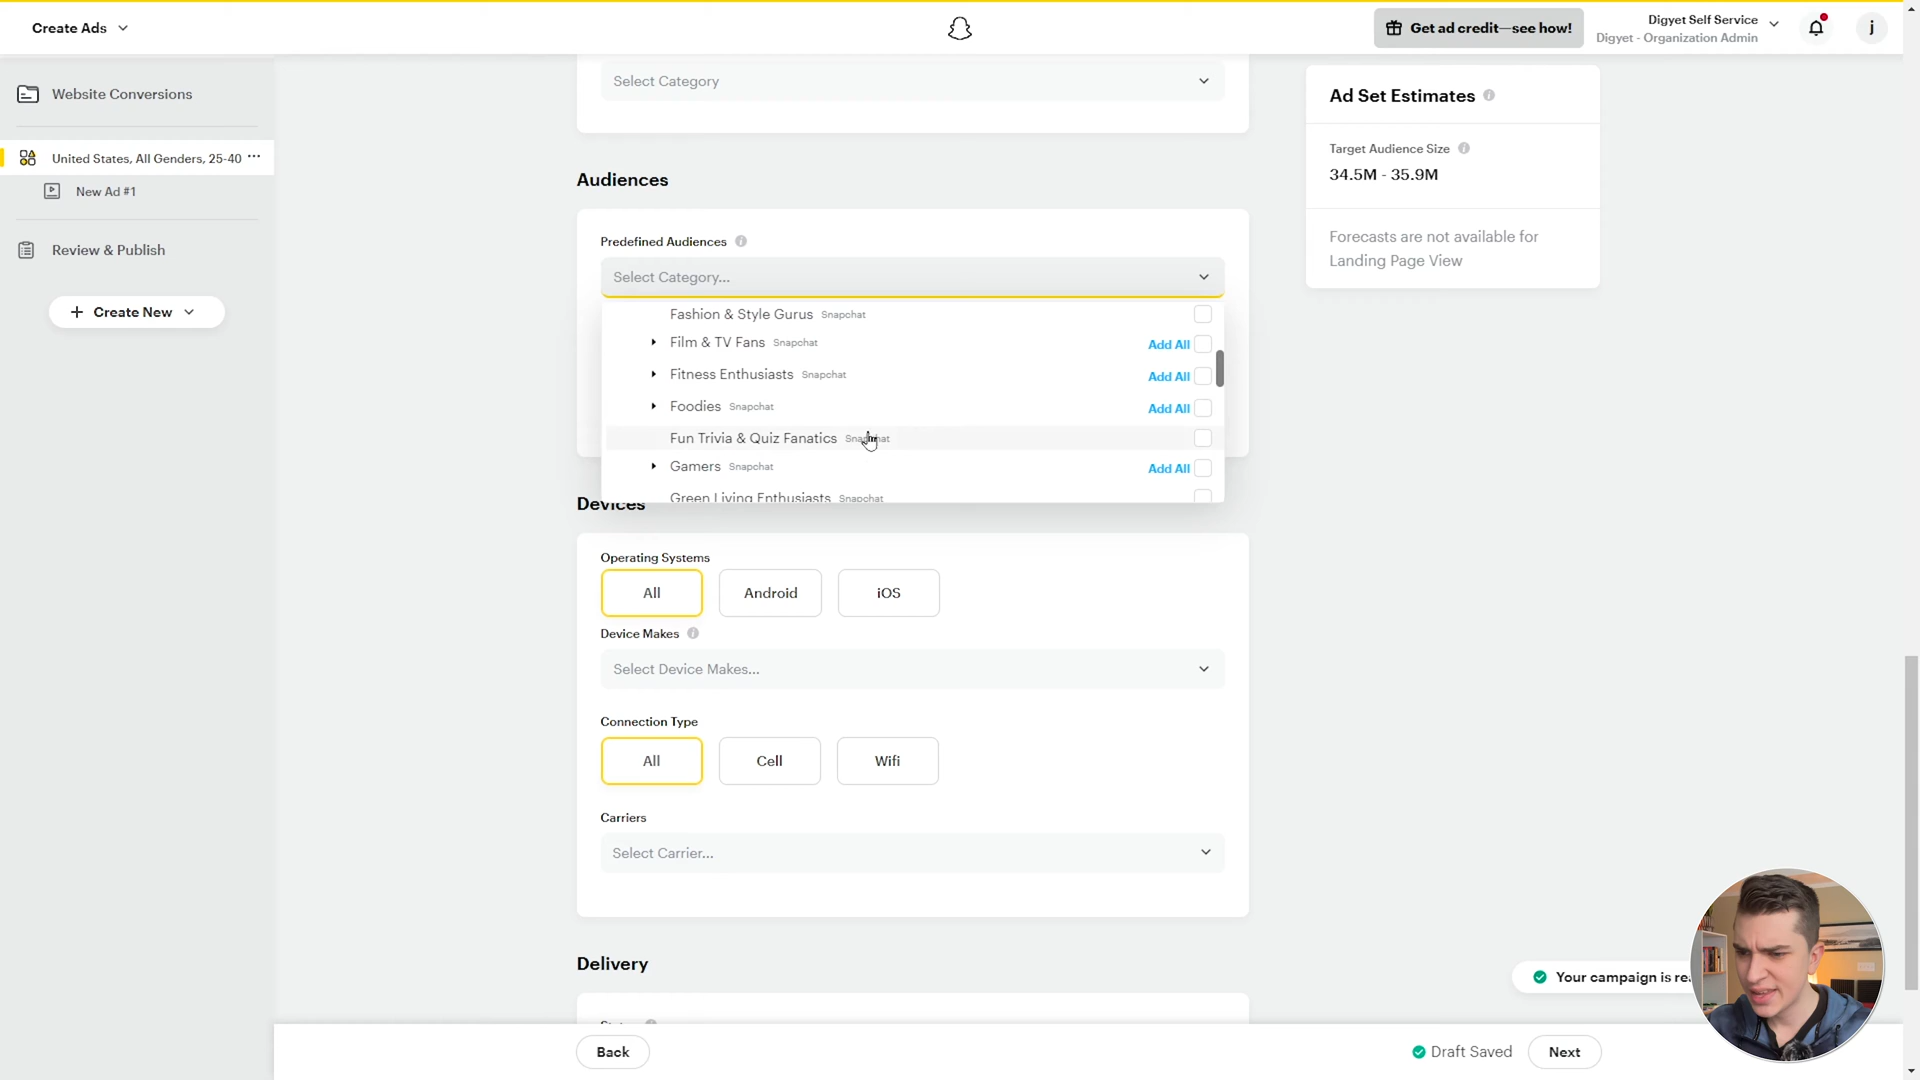 Create Ads
Get ad credit—see how!
Digyet Self Service
Digyet - Organization Admin
j
Website Conversions
United States, All Genders, 25-40 ...
New Ad #1
Review & Publish
+ Create New
Select Category
Audiences
Predefined Audiences
Select Category...
Fashion & Style Gurus Snapchat
Film & TV Fans Snapchat Add All
Fitness Enthusiasts Snapchat Add All
Foodies Snapchat Add All
Fun Trivia & Quiz Fanatics Snapchat
Gamers Snapchat Add All
Green Living Enthusiasts Snapchat
Devices
Operating Systems
All Android iOS
Device Makes
Select Device Makes...
Connection Type
All Cell Wifi
Carriers
Select Carrier...
Delivery
Ad Set Estimates
Target Audience Size
34.5M - 35.9M
Forecasts are not available for
Landing Page View
Your campaign is
Back
Draft Saved
Next